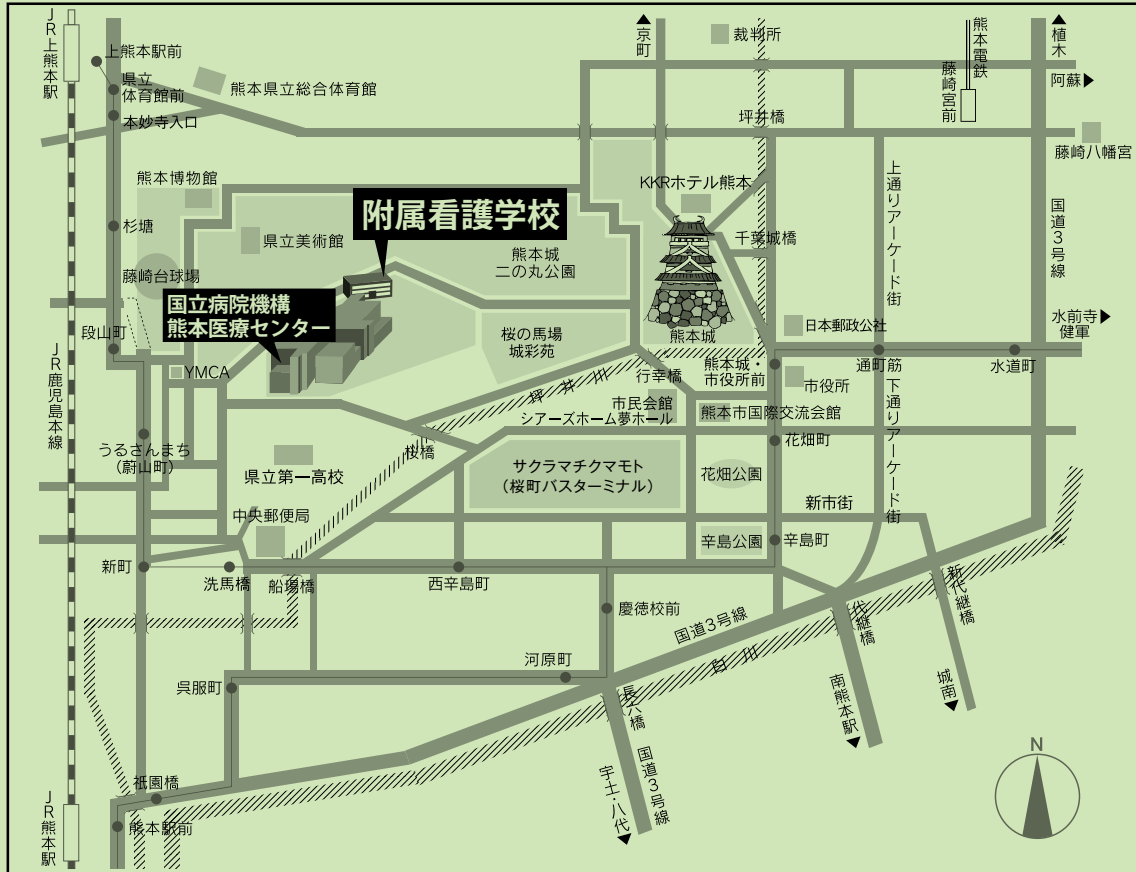 JR上熊本駅
上熊本駅前
県立
体育館前
本妙寺入口
熊本県立総合体育館
京町
裁判所
熊本電鉄
藤崎宮前
植木
阿蘇
坪井橋
藤崎八幡宮
熊本博物館
杉塘
県立美術館
附属看護学校
KKRホテル熊本
千葉城橋
上通りアーケード街
国道3号線
熊本城
二の丸公園
藤崎台球場
国立病院機構
熊本医療センター
段山町
桜の馬場
城彩苑
熊本城
日本郵政公社
水前寺
健軍
JR鹿児島本線
YMCA
坪井川
行幸橋
熊本城・
市役所前
市役所
通町筋
水道町
下通りアーケード街
市民会館
シアーズホーム夢ホール
熊本市国際交流会館
うるさんまち
（蔚山町）
桜橋
花畑町
県立第一高校
サクラマチクマモト
（桜町バスターミナル）
花畑公園
新市街
中央郵便局
辛島公園
辛島町
新町
洗馬橋
船場橋
西辛島町
慶徳校前
国道3号線
白川
代継橋
新代継橋
河原町
呉服町
長六橋
南熊本駅
城南
国道3号線
宇土・八代
祇園橋
熊本駅前
JR熊本駅
N